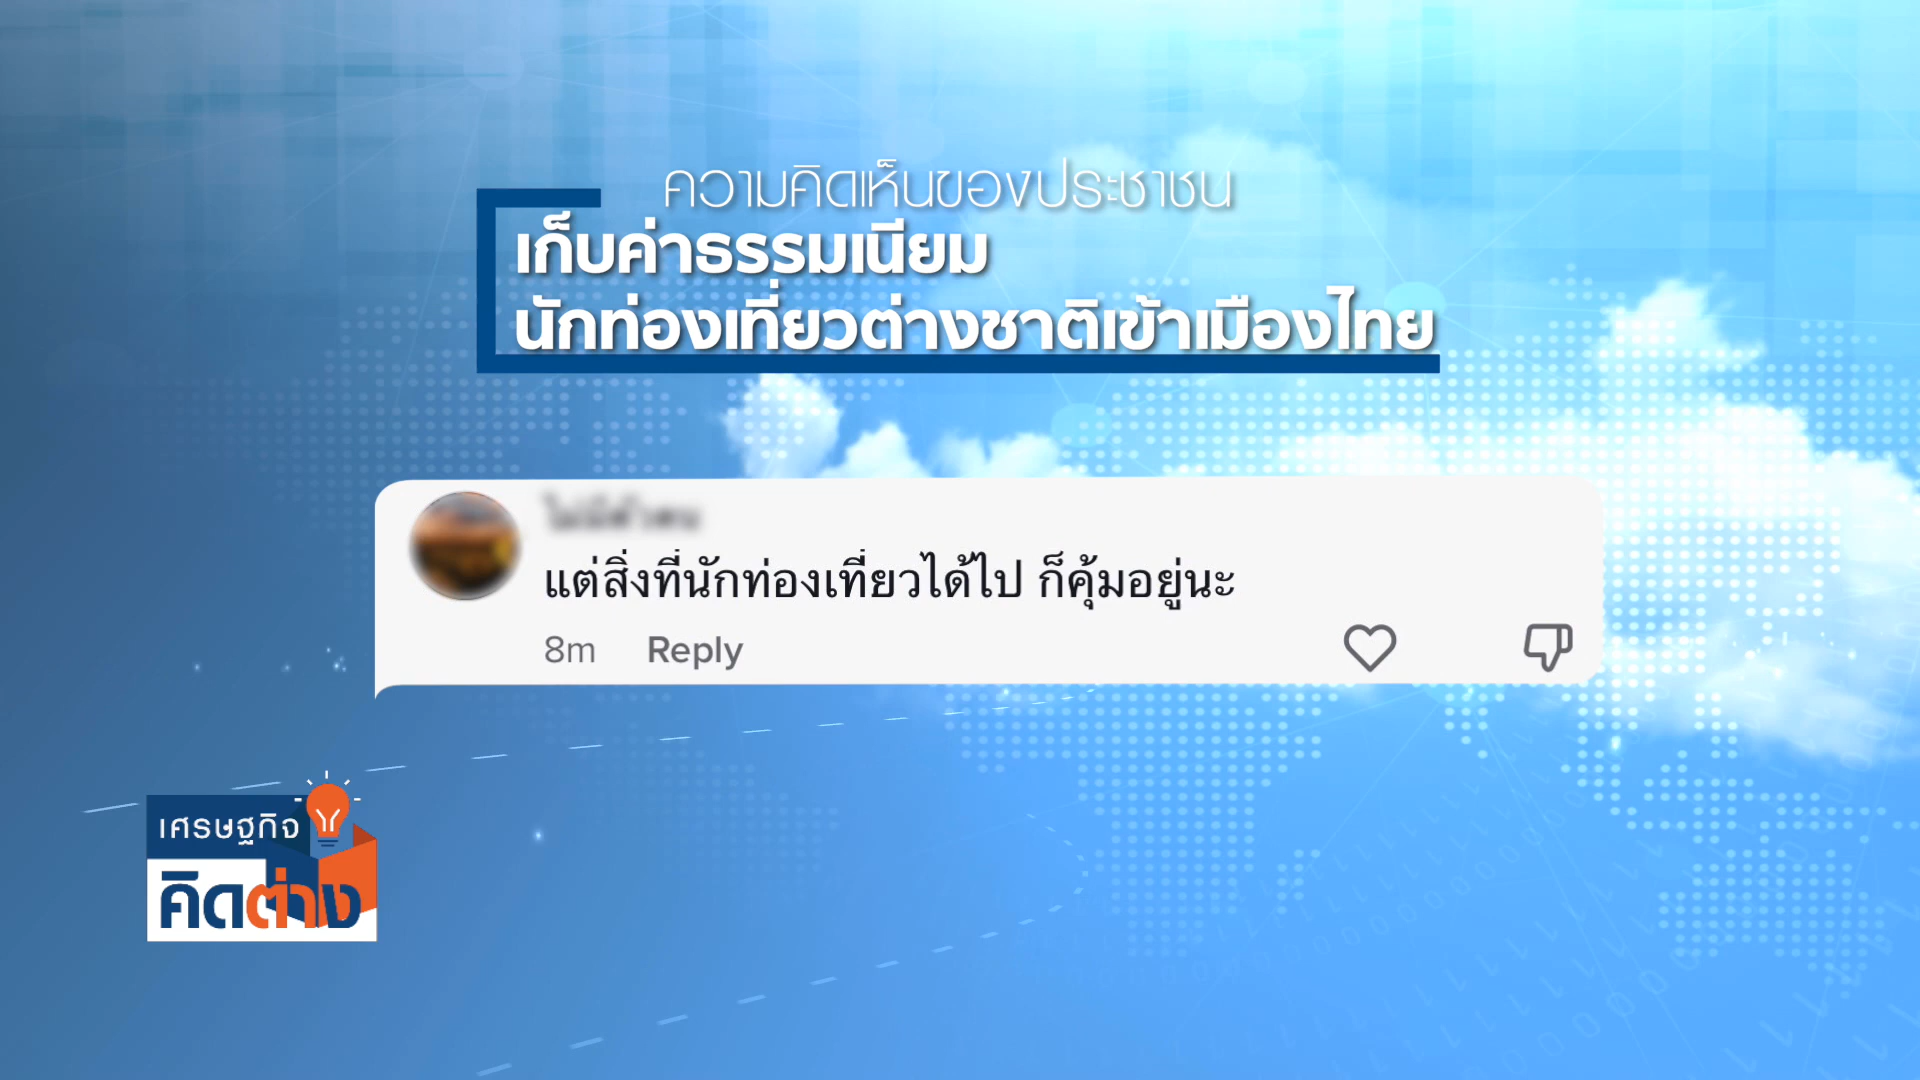 ความคิดเห็นของประชาชน
เก็บค่าธรรมเนียม
นักท่องเที่ยวต่างชาติเข้าเมืองไทย
แต่สิ่งที่นักท่องเที่ยวได้ไป ก็คุ้มอยู่นะ
8m Reply
เศรษฐกิจ
คิดต่าง